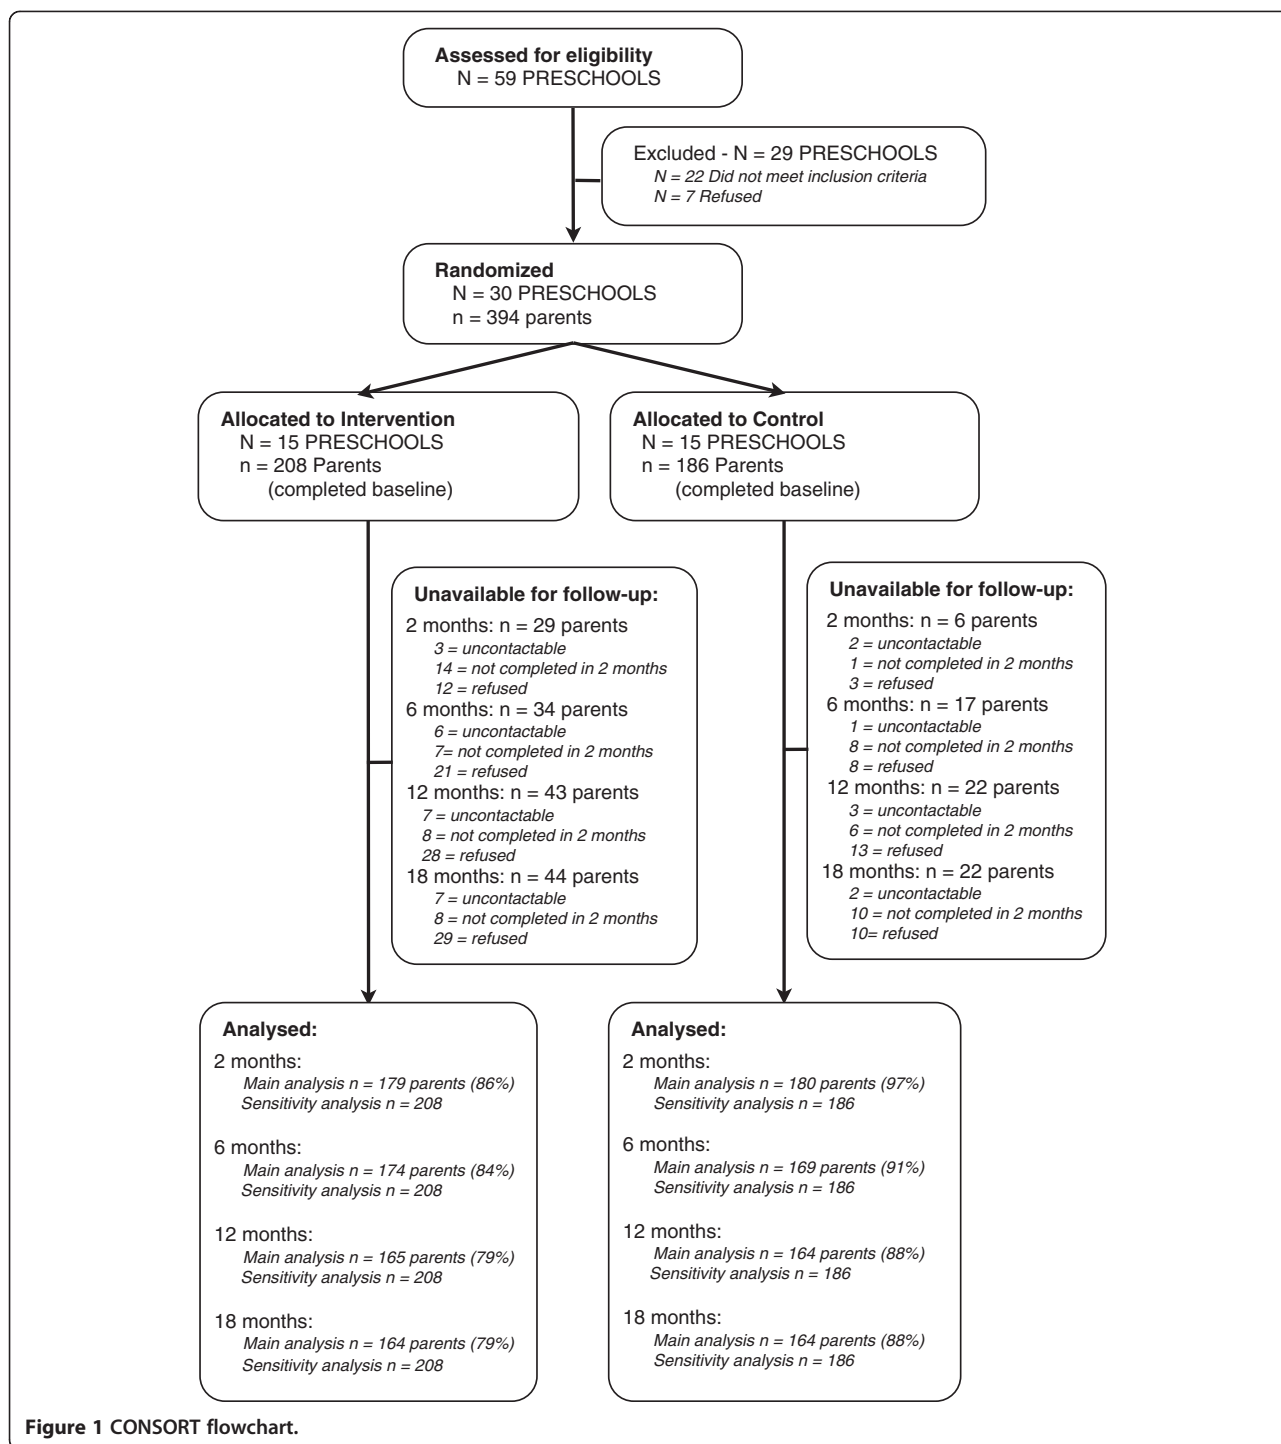 Assessed for eligibility
N = 59 PRESCHOOLS
Excluded - N = 29 PRESCHOOLS
N = 22 Did not meet inclusion criteria
N = 7 Refused
Randomized
N = 30 PRESCHOOLS
n = 394 parents
Allocated to Intervention
N = 15 PRESCHOOLS
n = 208 Parents
(completed baseline)
Allocated to Control
N = 15 PRESCHOOLS
n = 186 Parents
(completed baseline)
Unavailable for follow-up:
2 months: n = 29 parents
3 = uncontactable
14 = not completed in 2 months
12 = refused
6 months: n = 34 parents
6 = uncontactable
7= not completed in 2 months
21 = refused
12 months: n = 43 parents
7 = uncontactable
8 = not completed in 2 months
28 = refused
18 months: n = 44 parents
7 = uncontactable
8 = not completed in 2 months
29 = refused
Unavailable for follow-up:
2 months: n = 6 parents
2 = uncontactable
1 = not completed in 2 months
3 = refused
6 months: n = 17 parents
1 = uncontactable
8 = not completed in 2 months
8 = refused
12 months: n = 22 parents
3 = uncontactable
6 = not completed in 2 months
13 = refused
18 months: n = 22 parents
2 = uncontactable
10 = not completed in 2 months
10= refused
Analysed:
2 months:
Main analysis n = 179 parents (86%)
Sensitivity analysis n = 208
6 months:
Main analysis n = 174 parents (84%)
Sensitivity analysis n = 208
12 months:
Main analysis n = 165 parents (79%)
Sensitivity analysis n = 208
18 months:
Main analysis n = 164 parents (79%)
Sensitivity analysis n = 208
Analysed:
2 months:
Main analysis n = 180 parents (97%)
Sensitivity analysis n = 186
6 months:
Main analysis n = 169 parents (91%)
Sensitivity analysis n = 186
12 months:
Main analysis n = 164 parents (88%)
Sensitivity analysis n = 186
18 months:
Main analysis n = 164 parents (88%)
Sensitivity analysis n = 186
Figure 1 CONSORT flowchart.